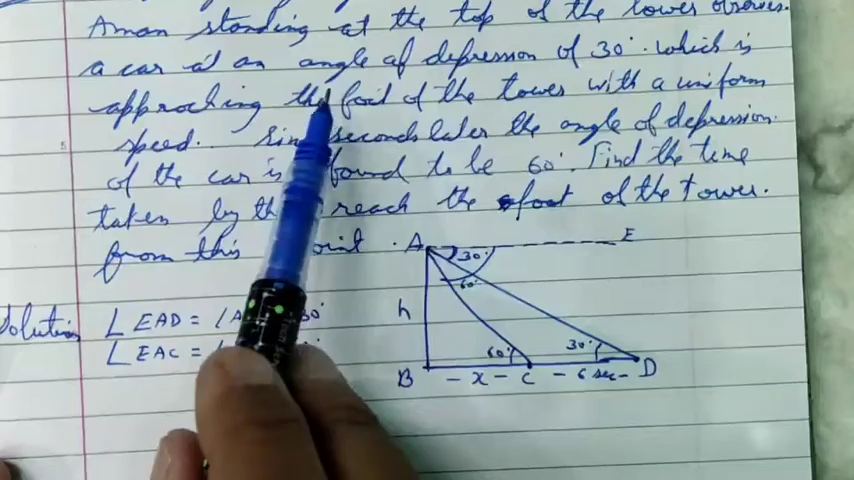 A man standing at the top of the tower observes
a car at an angle of depression of 30°. which is
approching the foot of the tower with a uniform
speed. six seconds later the angle of depression
of the car is found to be 60°. Find the time
taken by reach the foot of the tower.
from this point
A 30° E
60°
h
60° 30°
B - x - C - 6 sec - D
Solution ∠EAD = 30°
∠EAC =